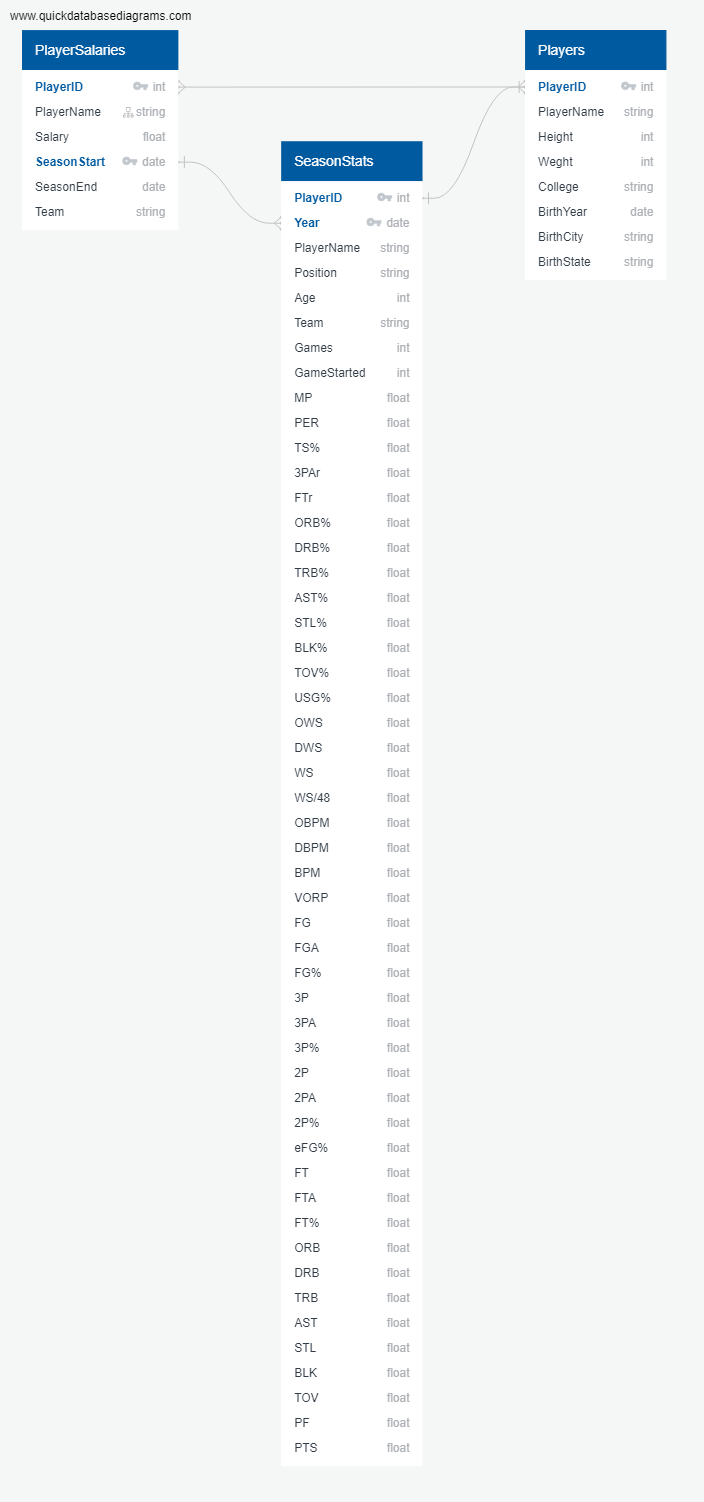 www.quickdatabasediagrams.com
PlayerSalaries
PlayerID int
PlayerName string
Salary float
SeasonStart date
SeasonEnd date
Team string
Players
PlayerID int
PlayerName string
Height int
Weght int
College string
BirthYear date
BirthCity string
BirthState string
SeasonStats
PlayerID int
Year date
PlayerName string
Position string
Age int
Team string
Games int
GameStarted int
MP float
PER float
TS% float
3PAr float
FTr float
ORB% float
DRB% float
TRB% float
AST% float
STL% float
BLK% float
TOV% float
USG% float
OWS float
DWS float
WS float
WS/48 float
OBPM float
DBPM float
BPM float
VORP float
FG float
FGA float
FG% float
3P float
3PA float
3P% float
2P float
2PA float
2P% float
eFG% float
FT float
FTA float
FT% float
ORB float
DRB float
TRB float
AST float
STL float
BLK float
TOV float
PF float
PTS float